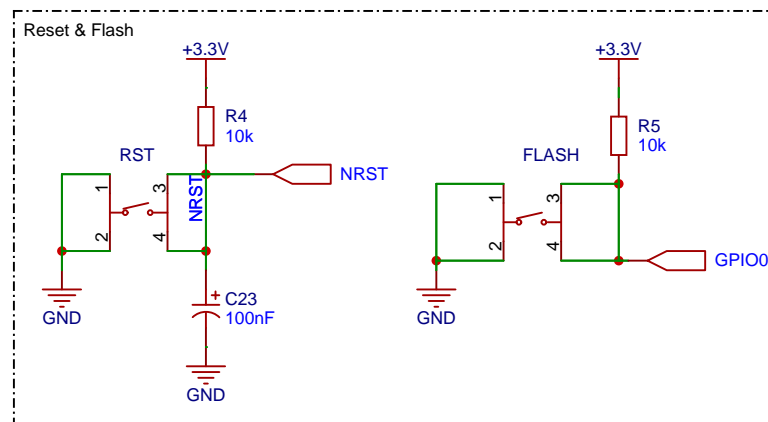 Reset & Flash
+3.3V
R4
10k
RST
1
2
3
4
NRST
NRST
GND
+
C23
100nF
GND
+3.3V
R5
10k
FLASH
1
2
3
4
GPIO0
GND